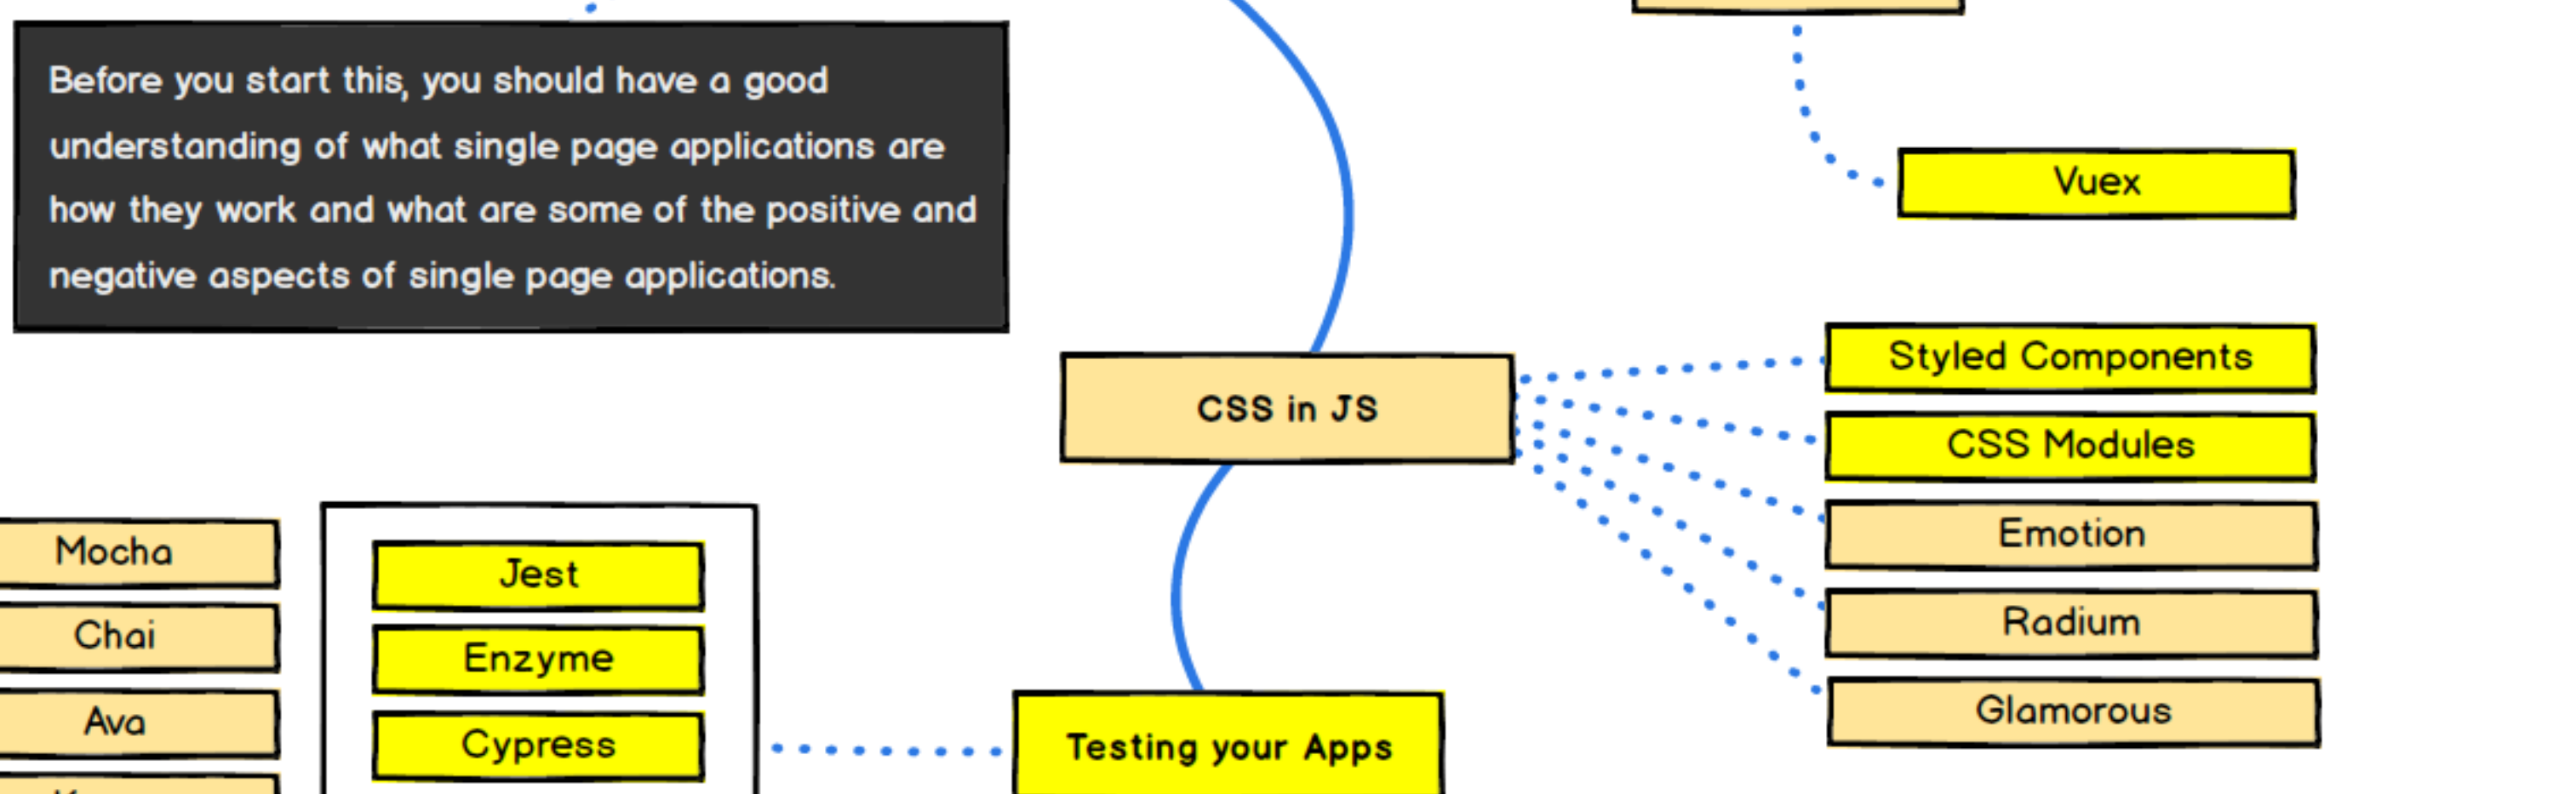 Before you start this, you should have a good
understanding of what single page applications are
how they work and what are some of the positive and
negative aspects of single page applications.
Vuex
CSS in JS
Styled Components
CSS Modules
Emotion
Radium
Glamorous
Mocha
Chai
Ava
Jest
Enzyme
Cypress
Testing your Apps